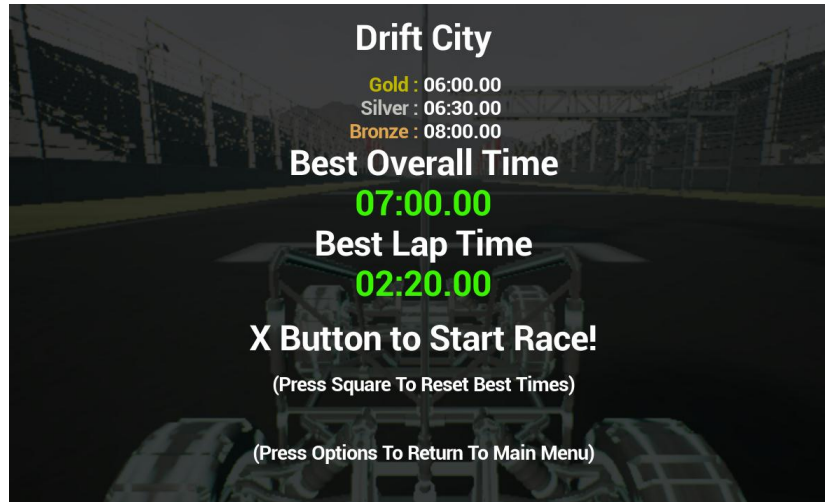 Drift City
Gold : 06:00.00
Silver : 06:30.00
Bronze : 08:00.00
Best Overall Time
07:00.00
Best Lap Time
02:20.00
X Button to Start Race!
(Press Square To Reset Best Times)
(Press Options To Return To Main Menu)